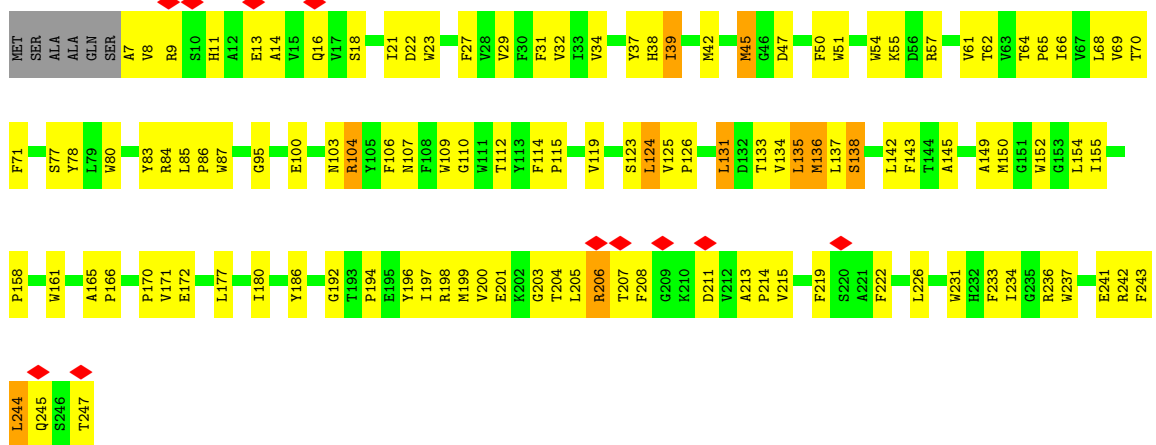 MET SER ALA ALA GLN SER A7 V8 R9 S10 H11 A12 E13 A14 V15 Q16 V17 S18 I21 D22 W23 F27 V28 V29 F30 F31 V32 I33 V34 Y37 H38 I39 M42 M45 G46 D47 F50 W51 W54 K55 D56 R57 V61 T62 V63 T64 P65 I66 V67 L68 V69 T70
F71 S77 Y78 L79 W80 Y83 R84 L85 P86 W87 G95 E100 N103 R104 Y105 F106 N107 F108 W109 G110 W111 T112 Y113 F114 P115 V119 S123 L124 V125 P126 L131 D132 T133 V134 L135 M136 L137 S138 L142 F143 T144 A145 A149 M150 G151 W152 G153 L154 I155
P158 W161 A165 P166 P170 V171 E172 L177 I180 Y186 G192 T193 P194 E195 Y196 I197 R198 M199 V200 E201 K202 G203 T204 L205 R206 T207 F208 G209 K210 D211 V212 A213 P214 V215 F219 S220 A221 F222 L226 W231 H232 F233 I234 G235 R236 W237 E241 R242 F243
L244 Q245 S246 T247